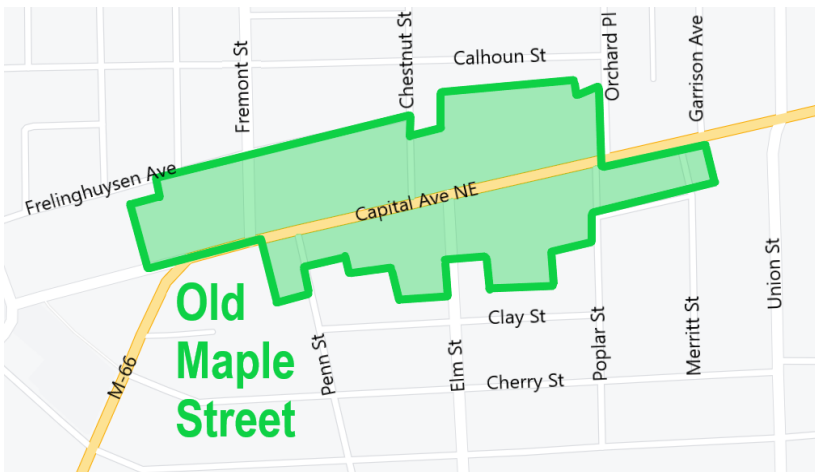 Calhoun St
Fremont St
Chestnut St
Orchard Pl
Garrison Ave
Frelinghuysen Ave
Capital Ave NE
Union St
Old
Maple
Street
Clay St
M-66
Penn St
Elm St
Poplar St
Merritt St
Cherry St